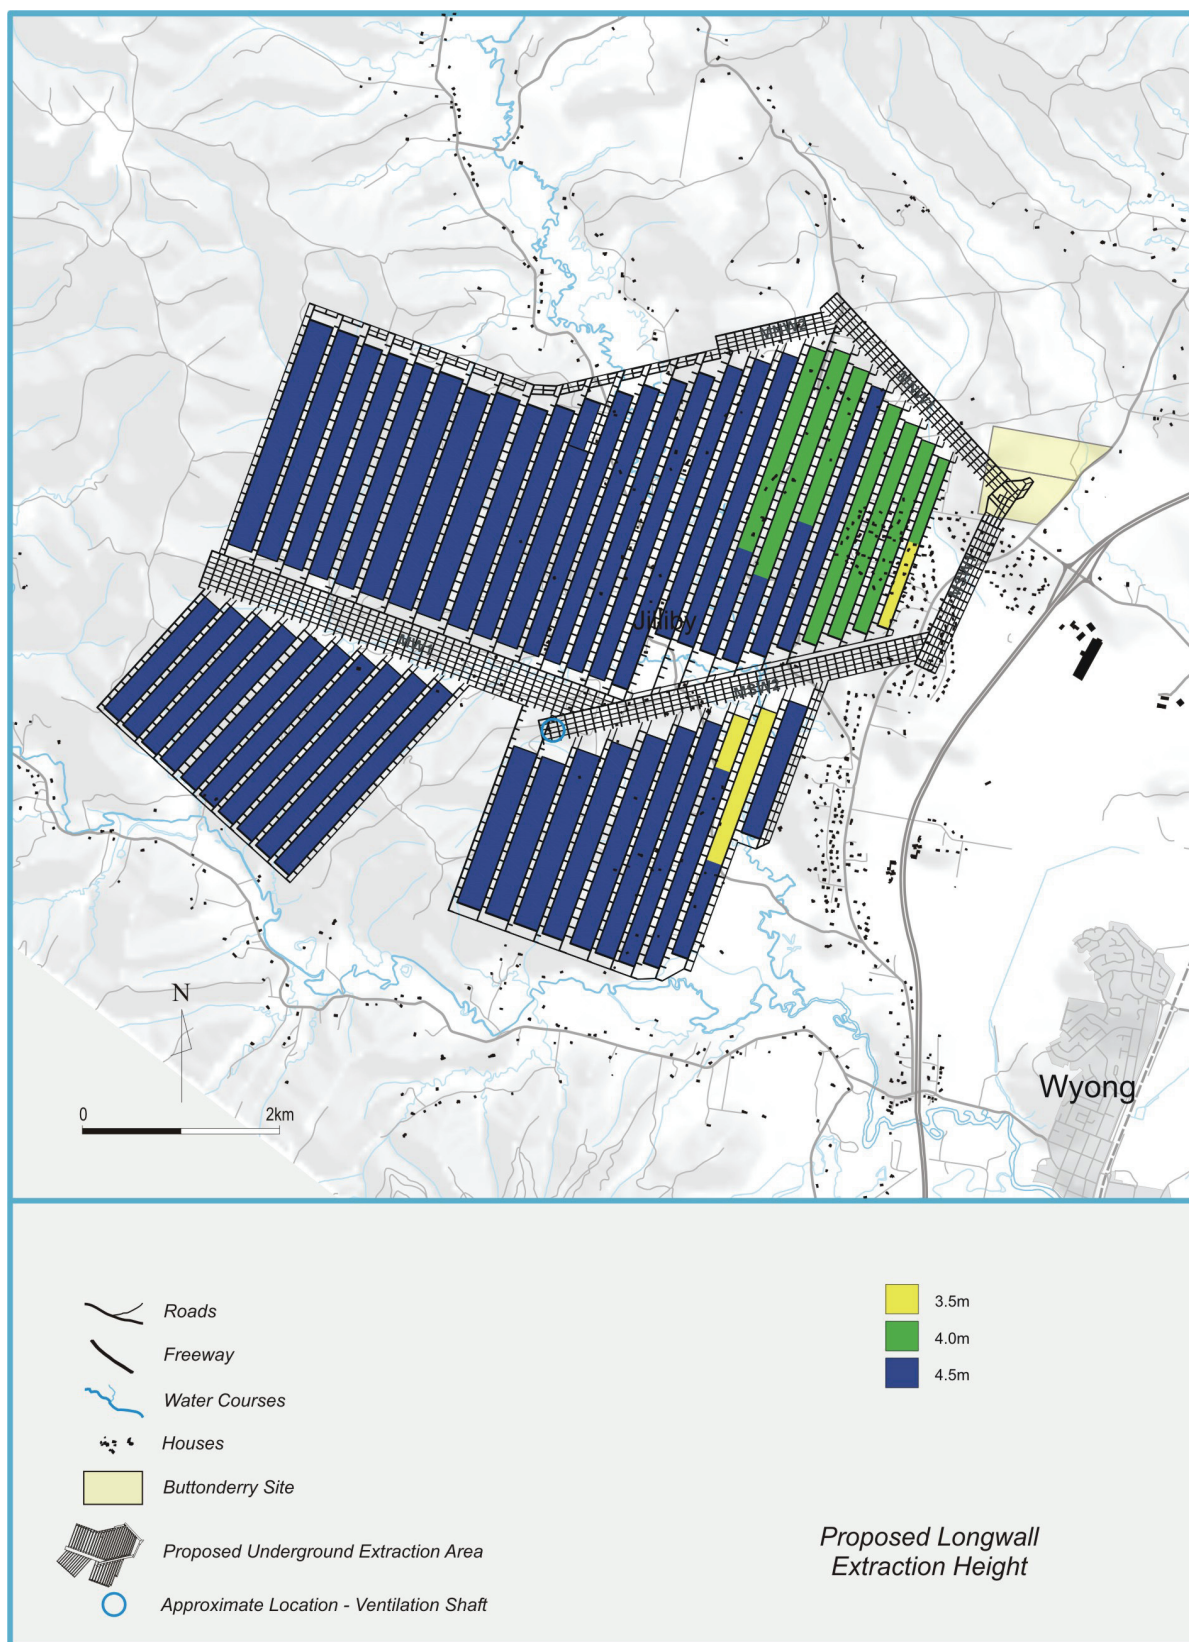 Jilliby
N
0 2km
Wyong
Roads
Freeway
Water Courses
Houses
Buttonderry Site
Proposed Underground Extraction Area
Approximate Location - Ventilation Shaft
3.5m
4.0m
4.5m
Proposed Longwall
Extraction Height